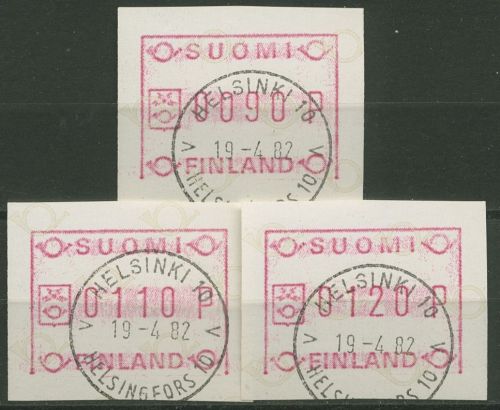 SUOMI
HELSINKI 10
0090 P
V 19-4.82 V
FINLAND
HELSINGFORS 10
SUOMI
HELSINKI 10
0110 P
V 19-4 82 V
FINLAND
HELSINGFORS 10
SUOMI
HELSINKI 10
0120 P
V 19-4.82 V
FINLAND
HELSINGFORS 10